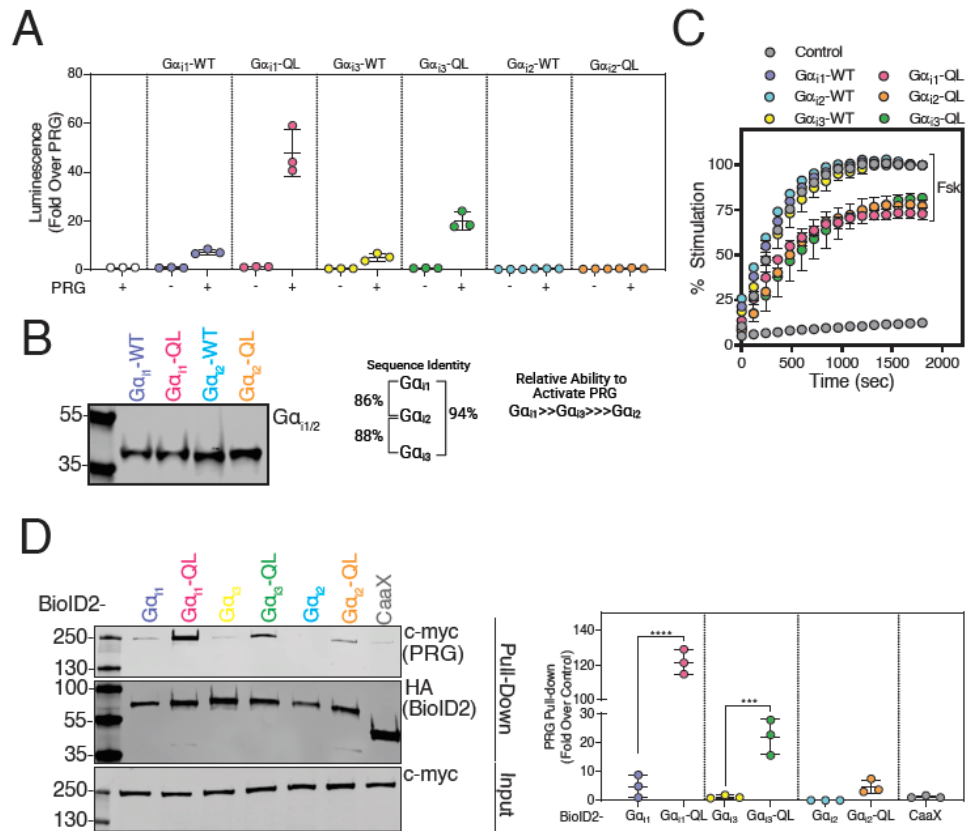 A
Gαi1-WT Gαi1-QL Gαi3-WT Gαi3-QL Gαi2-WT Gαi2-QL
Luminescence
(Fold Over PRG)
80
60
40
20
0
PRG + - + - + - + - + - + - +
C
Control
Gαi1-WT Gαi1-QL
Gαi2-WT Gαi2-QL
Gαi3-WT Gαi3-QL
% Stimulation
100
75
50
25
0
Fsk
0 500 1000 1500 2000
Time (sec)
B
Gαi1-WT Gαi1-QL Gαi2-WT Gαi2-QL
55-
35-
Gαi1/2
Sequence Identity
Gαi1
86%
Gαi2 94%
88%
Gαi3
Relative Ability to
Activate PRG
Gαi1>>Gαi3>>>Gαi2
D
BioID2- Gαi1 Gαi1-QL Gαi3 Gαi3-QL Gαi2 Gαi2-QL CaaX
250-
130-
c-myc
(PRG)
100-
55-
35-
HA
(BioID2)
250-
130-
c-myc
Pull-Down
Input
PRG Pull-down
(Fold Over Control)
140
120
100
30
20
10
0
****
***
BioID2- Gαi1 Gαi1-QL Gαi3 Gαi3-QL Gαi2 Gαi2-QL CaaX